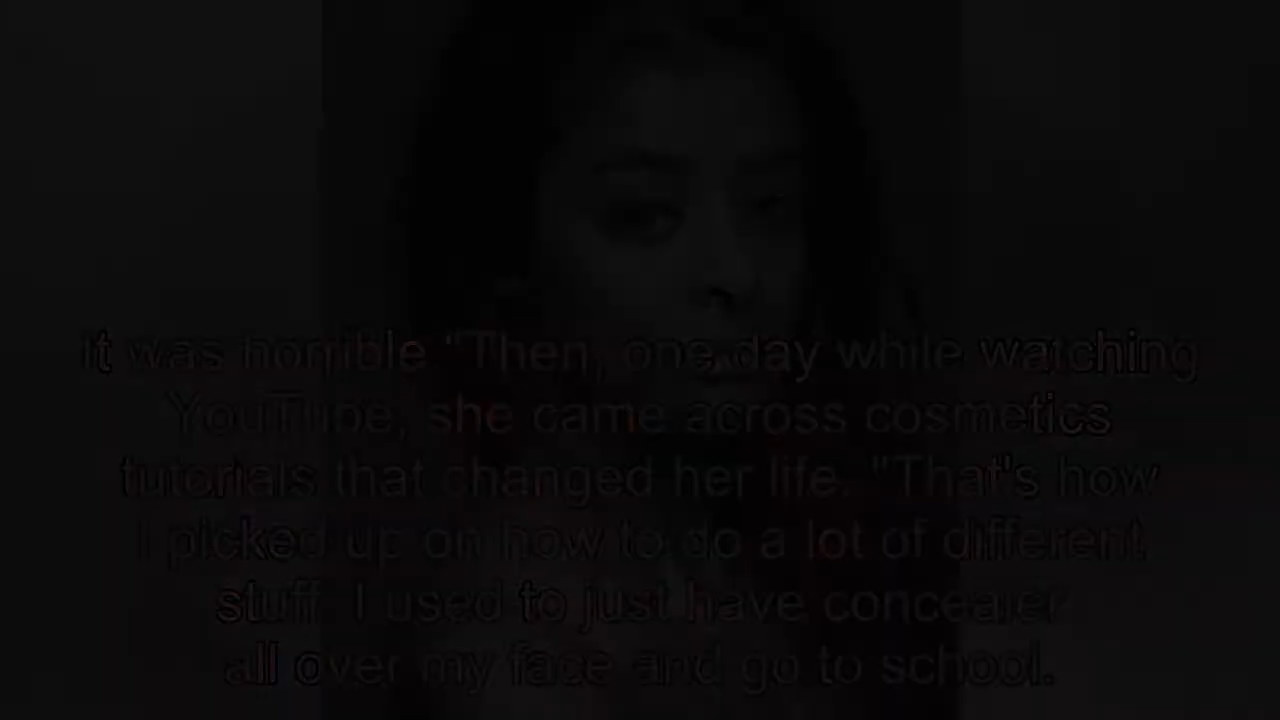 it was horrible "Then, one day while watching
YouTube, she came across cosmetics
tutorials that changed her life. "That's how
I picked up on how to do a lot of different
stuff. I used to just have concealer
all over my face and go to school.